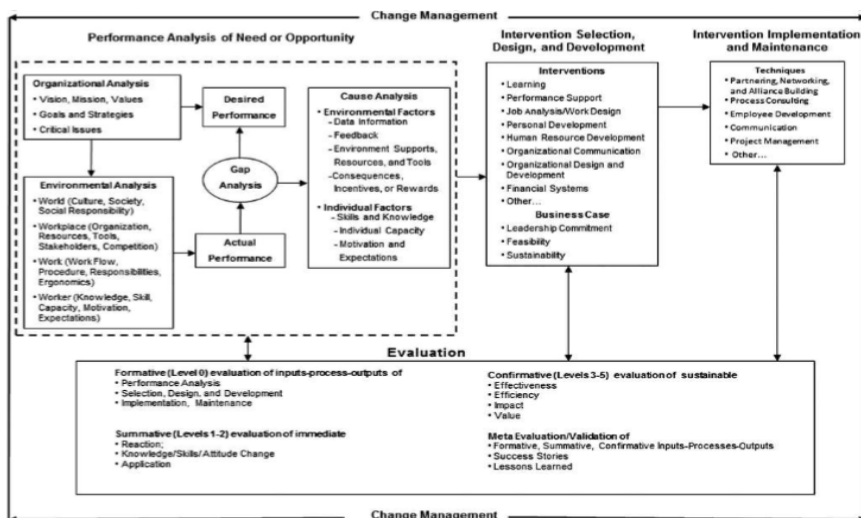 Change Management
Performance Analysis of Need or Opportunity
Organizational Analysis
• Vision, Mission, Values
• Goals and Strategies
• Critical Issues
Environmental Analysis
• World (Culture, Society,
Social Responsibility)
• Workplace (Organization,
Resources, Tools,
Stakeholders, Competition)
• Work (Work Flow,
Procedure, Responsibilities,
Ergonomics)
• Worker (Knowledge, Skill,
Capacity, Motivation,
Expectations)
Desired
Performance
Gap
Analysis
Actual
Performance
Cause Analysis
• Environmental Factors
– Data Information
– Feedback
– Environment Supports,
Resources, and Tools
– Consequences,
Incentives, or Rewards
• Individual Factors
– Skills and Knowledge
– Individual Capacity
– Motivation and
Expectations
Intervention Selection,
Design, and Development
Interventions
• Learning
• Performance Support
• Job Analysis/Work Design
• Personal Development
• Human Resource Development
• Organizational Communication
• Organizational Design and
Development
• Financial Systems
• Other...
Business Case
• Leadership Commitment
• Feasibility
• Sustainability
Intervention Implementation
and Maintenance
Techniques
• Partnering, Networking,
and Alliance Building
• Process Consulting
• Employee Development
• Communication
• Project Management
• Other...
Evaluation
Formative (Level 0) evaluation of inputs-process-outputs of
• Performance Analysis
• Selection, Design, and Development
• Implementation, Maintenance
Summative (Levels 1-2) evaluation of immediate
• Reaction;
• Knowledge/Skills/Attitude Change
• Application
Confirmative (Levels 3-5) evaluation of sustainable
• Effectiveness
• Efficiency
• Impact
• Value
Meta Evaluation/Validation of
• Formative, Summative, Confirmative Inputs-Processes-Outputs
• Success Stories
• Lessons Learned
Change Management